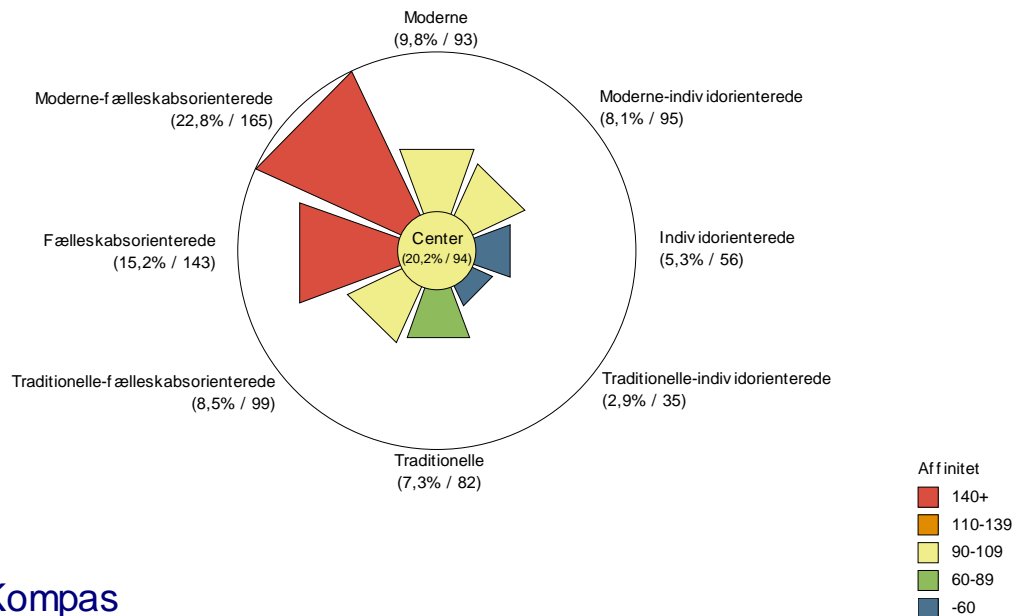 Moderne
(9,8% / 93)
Moderne-fælleskabsorienterede
(22,8% / 165)
Moderne-individorienterede
(8,1% / 95)
Fælleskabsorienterede
(15,2% / 143)
Center
(20,2% / 94)
Individorienterede
(5,3% / 56)
Traditionelle-fælleskabsorienterede
(8,5% / 99)
Traditionelle-individorienterede
(2,9% / 35)
Traditionelle
(7,3% / 82)
Affinitet
140+
110-139
90-109
60-89
-60
Kompas